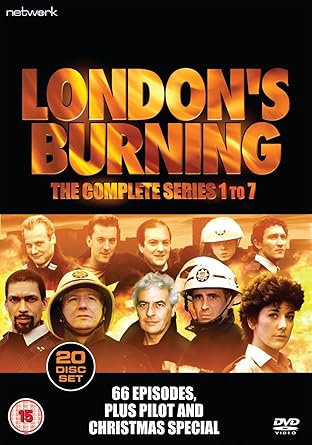 network
LONDON'S
BURNING
THE COMPLETE SERIES 1 TO 7
20
DISC
SET
66 EPISODES,
PLUS PILOT AND
CHRISTMAS SPECIAL
15
DVD
VIDEO